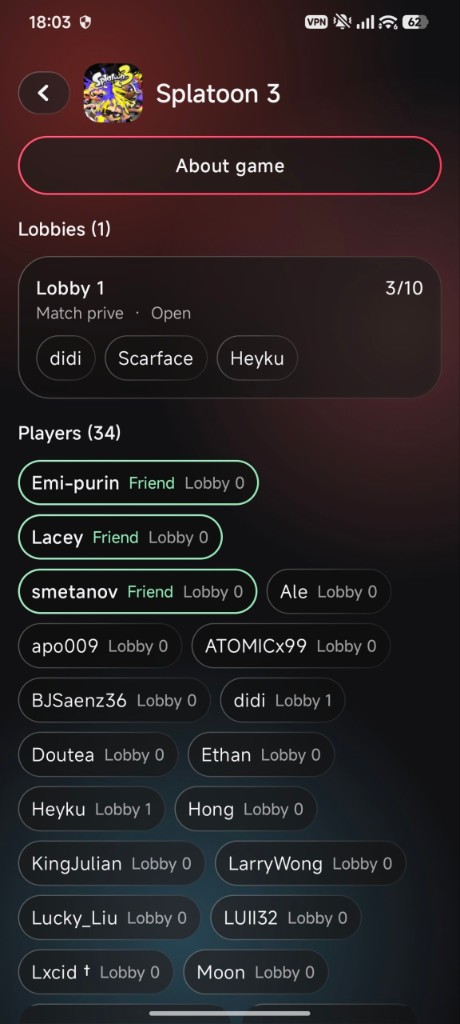 18:03 VPN 62
Splatoon 3
Splatoon 3
About game
Lobbies (1)
Lobby 1 3/10
Match prive · Open
didi Scarface Heyku
Players (34)
Emi-purin Friend Lobby 0
Lacey Friend Lobby 0
smetanov Friend Lobby 0 Ale Lobby 0
apo009 Lobby 0 ATOMICx99 Lobby 0
BJSaenz36 Lobby 0 didi Lobby 1
Doutea Lobby 0 Ethan Lobby 0
Heyku Lobby 1 Hong Lobby 0
KingJulian Lobby 0 LarryWong Lobby 0
Lucky_Liu Lobby 0 LUII32 Lobby 0
Lxcid † Lobby 0 Moon Lobby 0